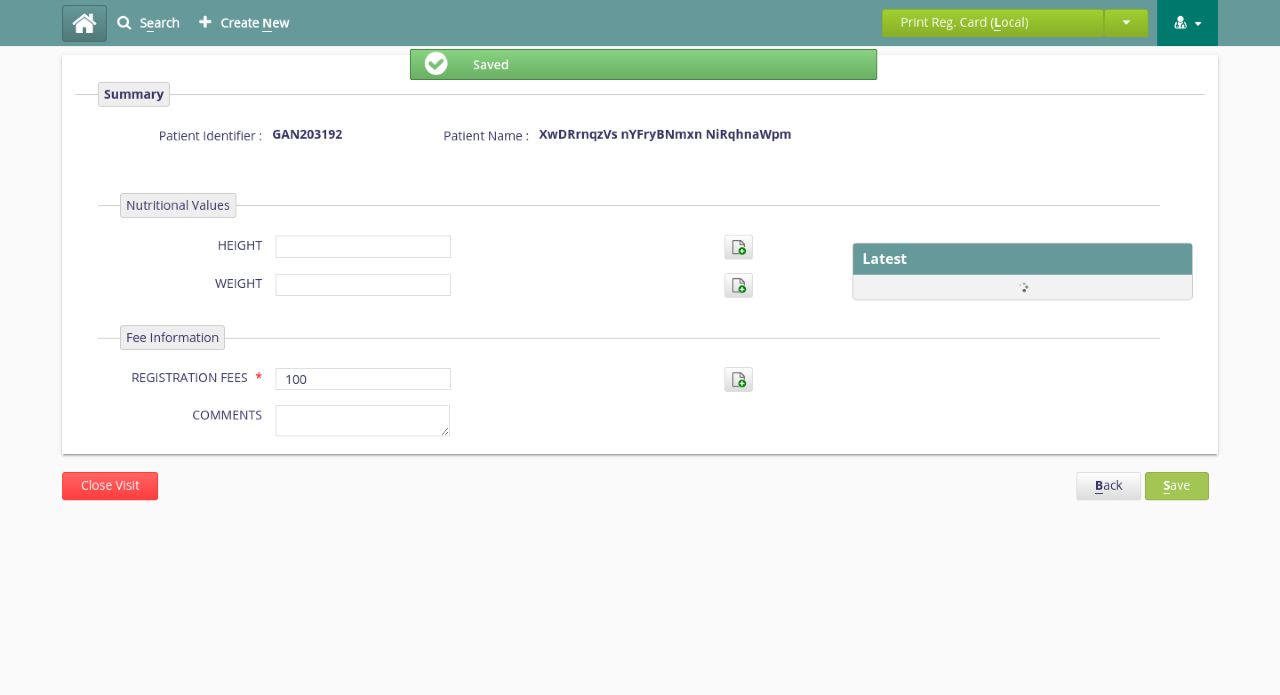 Search Create New Print Reg. Card (Local)
Saved
Summary
Patient Identifier : GAN203192 Patient Name : XwDRrnqzVs nYFryBNmxn NiRqhnaWpm
Nutritional Values
HEIGHT
Latest
WEIGHT
Fee Information
REGISTRATION FEES * 100
COMMENTS
Close Visit Back Save